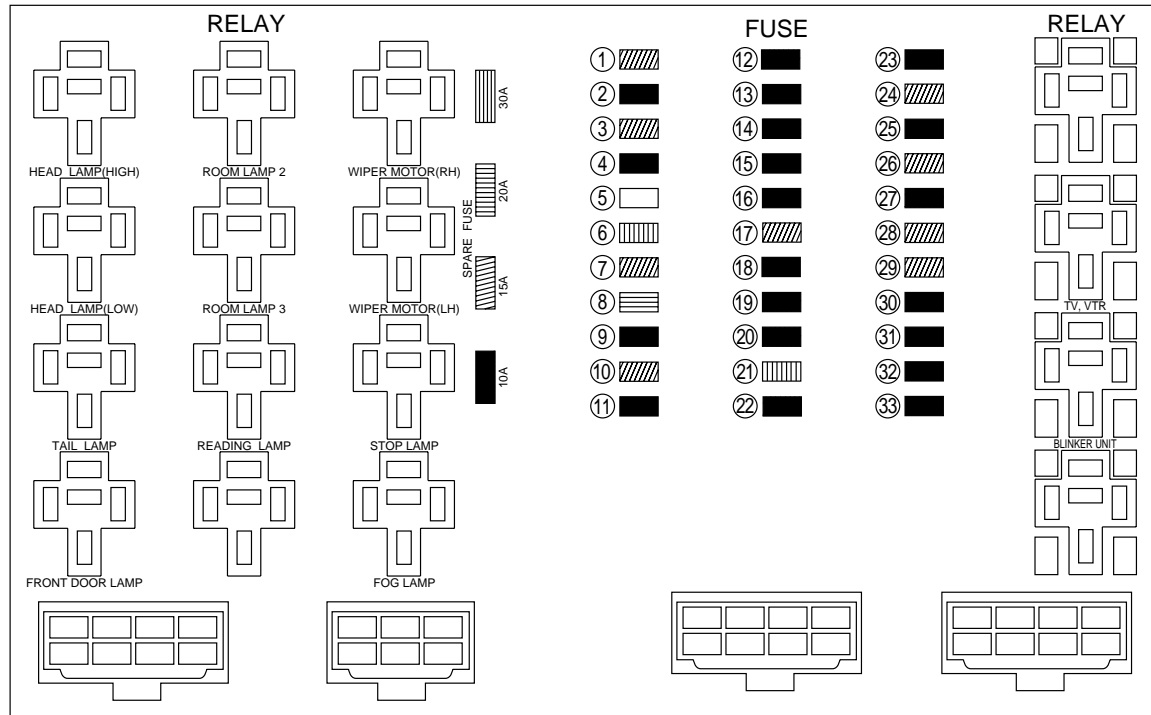 RELAY
FUSE
RELAY
HEAD LAMP(HIGH)
ROOM LAMP 2
WIPER MOTOR(RH)
HEAD LAMP(LOW)
ROOM LAMP 3
WIPER MOTOR(LH)
TAIL LAMP
READING LAMP
STOP LAMP
FRONT DOOR LAMP
FOG LAMP
SPARE FUSE
30A
20A
15A
10A
1
2
3
4
5
6
7
8
9
10
11
12
13
14
15
16
17
18
19
20
21
22
23
24
25
26
27
28
29
30
31
32
33
TV, VTR
BLINKER UNIT